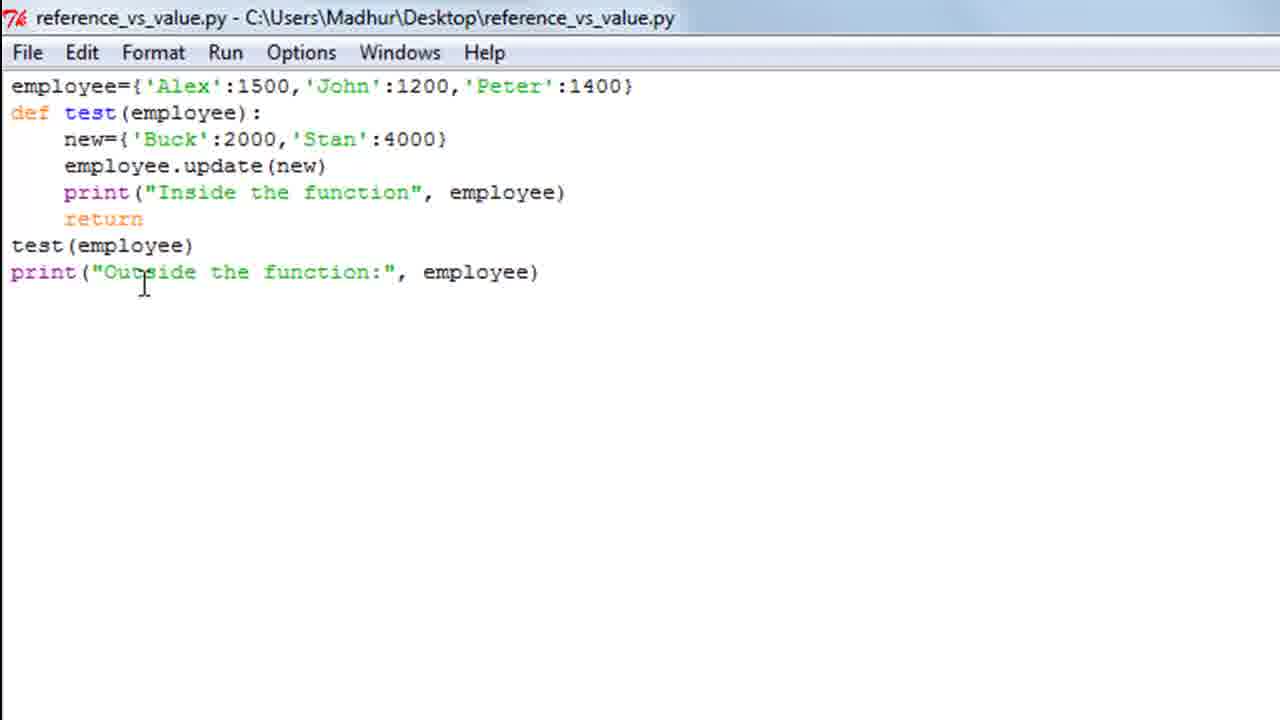 reference_vs_value.py - C:\Users\Madhur\Desktop\reference_vs_value.py
File Edit Format Run Options Windows Help
employee={'Alex':1500,'John':1200,'Peter':1400}
def test(employee):
    new={'Buck':2000,'Stan':4000}
    employee.update(new)
    print("Inside the function", employee)
    return
test(employee)
print("Outside the function:", employee)